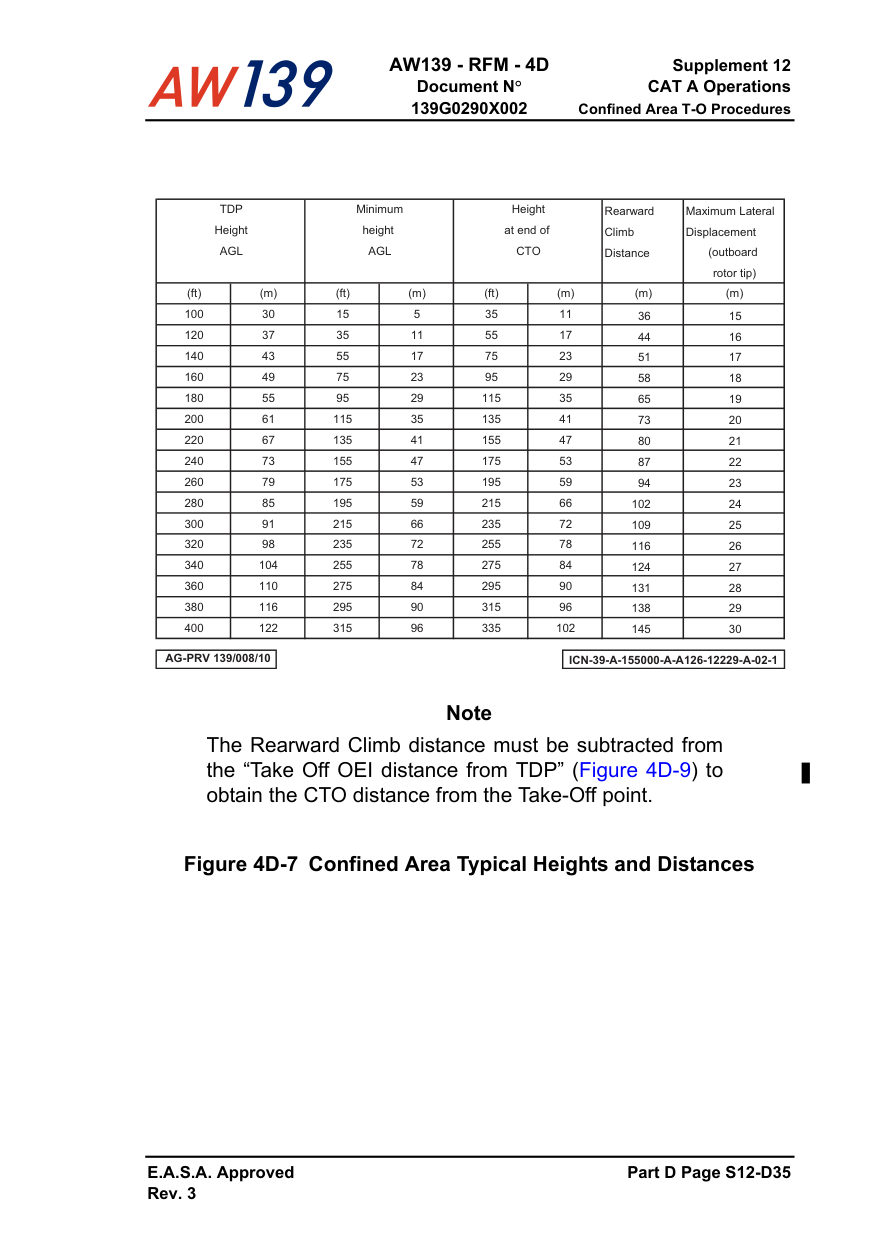 AW139
AW139 - RFM - 4D
Document N°
139G0290X002
Supplement 12
CAT A Operations
Confined Area T-O Procedures
TDP Height AGL | Minimum height AGL | Height at end of CTO | Rearward Climb Distance | Maximum Lateral Displacement (outboard rotor tip)
(ft) (m) (ft) (m) (ft) (m) (m) (m)
100 30 15 5 35 11 36 15
120 37 35 11 55 17 44 16
140 43 55 17 75 23 51 17
160 49 75 23 95 29 58 18
180 55 95 29 115 35 65 19
200 61 115 35 135 41 73 20
220 67 135 41 155 47 80 21
240 73 155 47 175 53 87 22
260 79 175 53 195 59 94 23
280 85 195 59 215 66 102 24
300 91 215 66 235 72 109 25
320 98 235 72 255 78 116 26
340 104 255 78 275 84 124 27
360 110 275 84 295 90 131 28
380 116 295 90 315 96 138 29
400 122 315 96 335 102 145 30
AG-PRV 139/008/10
ICN-39-A-155000-A-A126-12229-A-02-1
Note
The Rearward Climb distance must be subtracted from
the “Take Off OEI distance from TDP” (Figure 4D-9) to
obtain the CTO distance from the Take-Off point.
Figure 4D-7 Confined Area Typical Heights and Distances
E.A.S.A. Approved
Rev. 3
Part D Page S12-D35